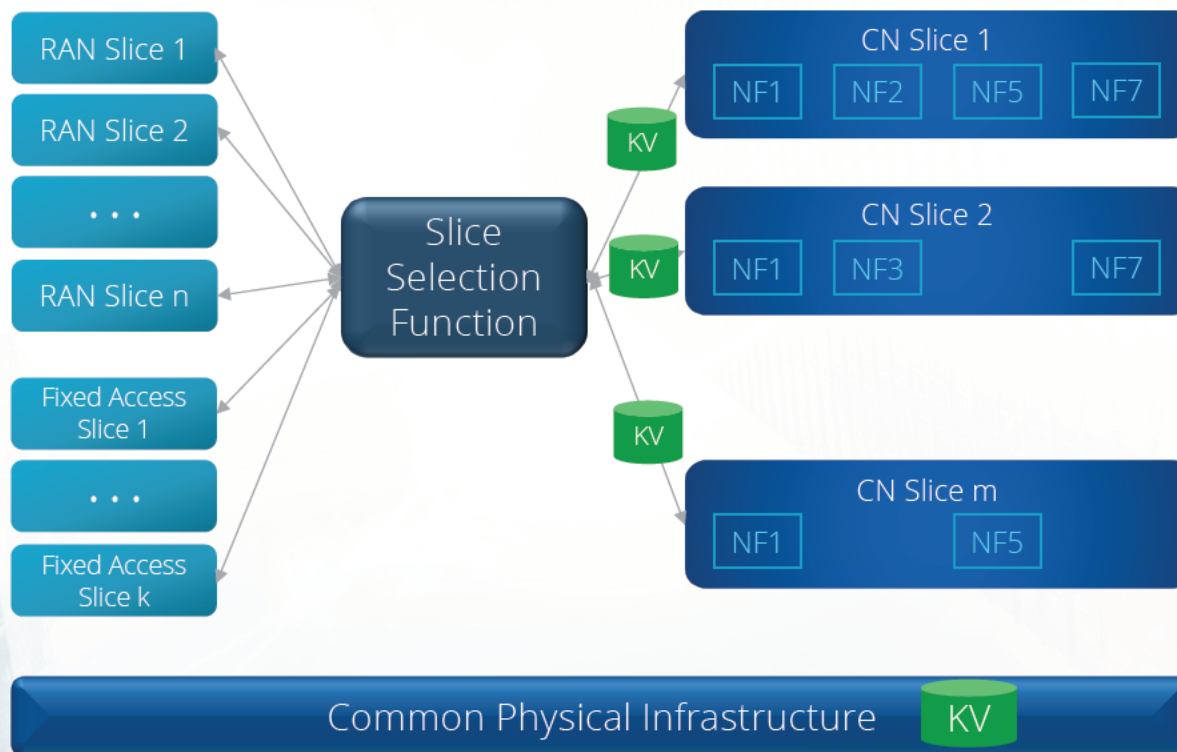 RAN Slice 1
RAN Slice 2
. . .
RAN Slice n
Fixed Access
Slice 1
. . .
Fixed Access
Slice k
Slice
Selection
Function
KV
KV
KV
CN Slice 1
NF1 NF2 NF5 NF7
CN Slice 2
NF1 NF3 NF7
CN Slice m
NF1 NF5
Common Physical Infrastructure KV